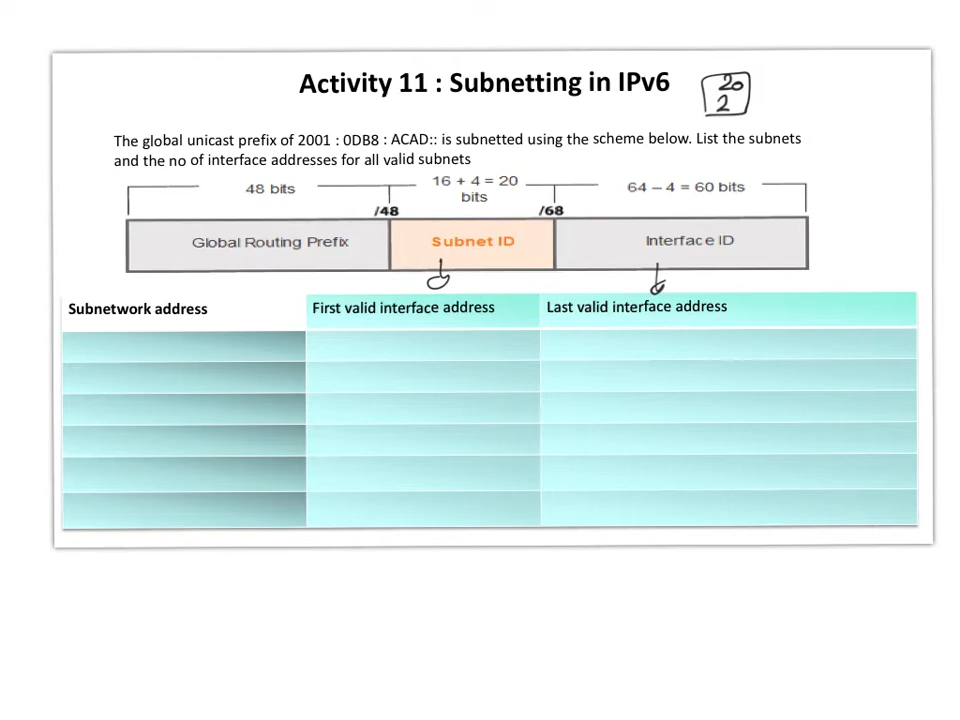 Activity 11 : Subnetting in IPv6
20
2
The global unicast prefix of 2001 : 0DB8 : ACAD:: is subnetted using the scheme below. List the subnets
and the no of interface addresses for all valid subnets
48 bits
16 + 4 = 20
bits
64 – 4 = 60 bits
/48
/68
Global Routing Prefix
Subnet ID
Interface ID
Subnetwork address
First valid interface address
Last valid interface address